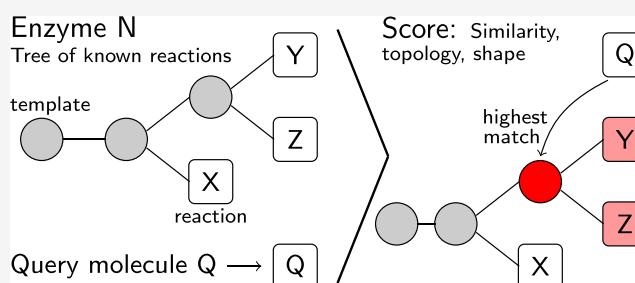 Enzyme N
Tree of known reactions
Y
template
Z
X
reaction
Query molecule Q
Q
Score: Similarity,
topology, shape
Q
highest
match
Y
Z
X